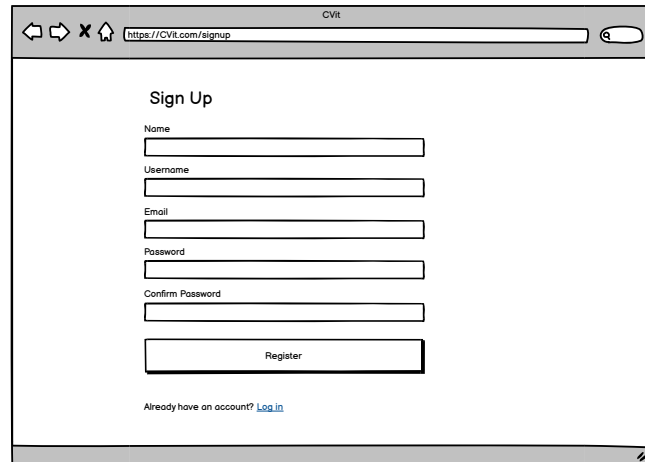 CVit
https://CVit.com/signup
Sign Up
Name
Username
Email
Password
Confirm Password
Register
Already have an account? Log in